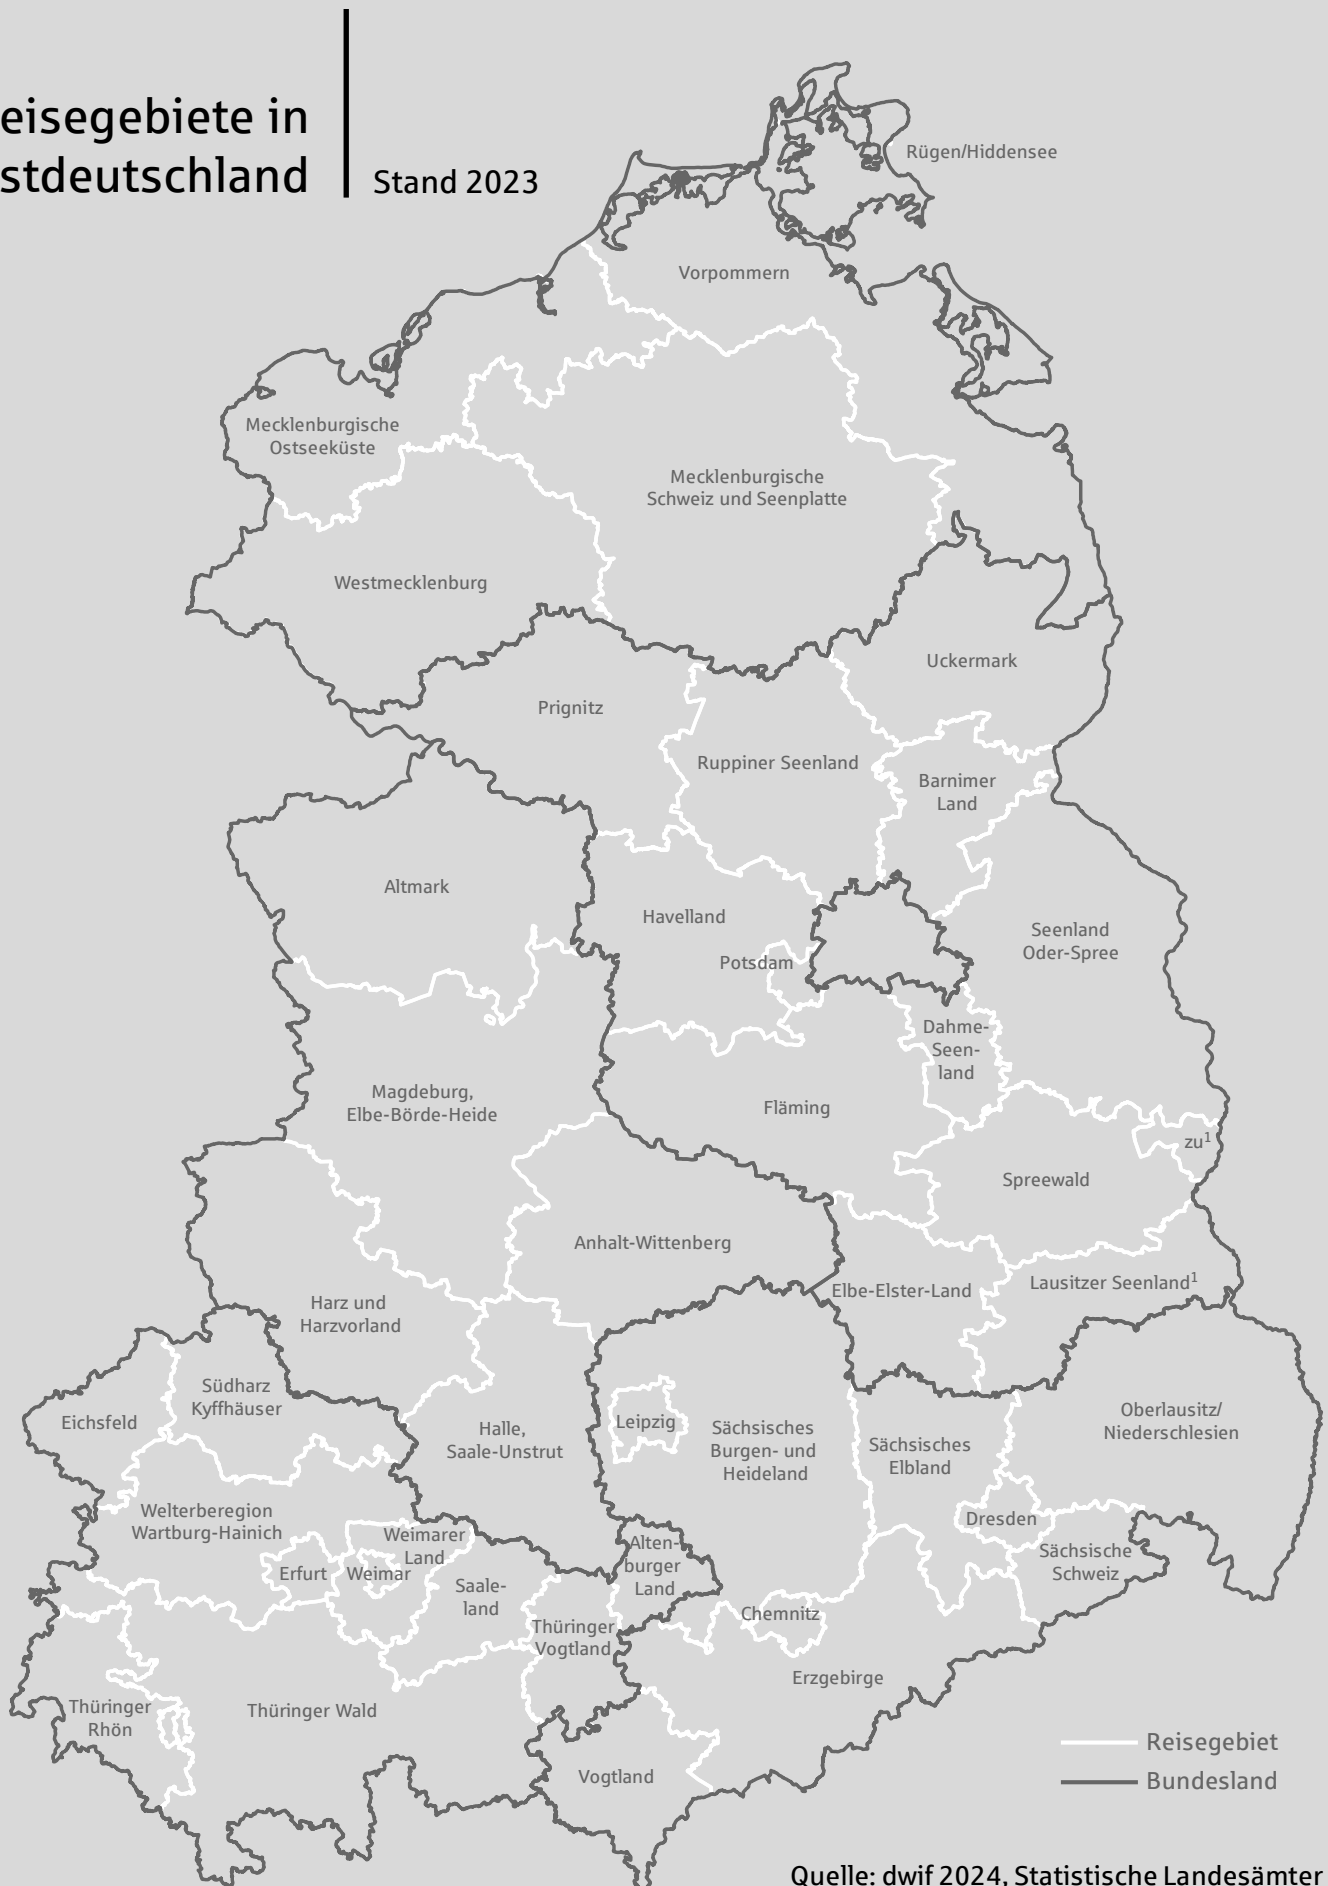 eisegebiete in
stdeutschland
Stand 2023
Rügen/Hiddensee
Vorpommern
Mecklenburgische
Ostseeküste
Mecklenburgische
Schweiz und Seenplatte
Westmecklenburg
Uckermark
Prignitz
Ruppiner Seenland
Barnimer
Land
Altmark
Havelland
Seenland
Oder-Spree
Potsdam
Dahme-
Seen-
land
Magdeburg,
Elbe-Börde-Heide
Fläming
zu¹
Spreewald
Anhalt-Wittenberg
Elbe-Elster-Land
Lausitzer Seenland¹
Harz und
Harzvorland
Südharz
Kyffhäuser
Eichsfeld
Halle,
Saale-Unstrut
Leipzig
Sächsisches
Burgen- und
Heideland
Sächsisches
Elbland
Oberlausitz/
Niederschlesien
Welterberegion
Wartburg-Hainich
Weimarer
Land
Erfurt
Weimar
Saale-
land
Alten-
burger
Land
Dresden
Sächsische
Schweiz
Thüringer
Vogtland
Chemnitz
Erzgebirge
Thüringer
Rhön
Thüringer Wald
Vogtland
Reisegebiet
Bundesland
Quelle: dwif 2024, Statistische Landesämter